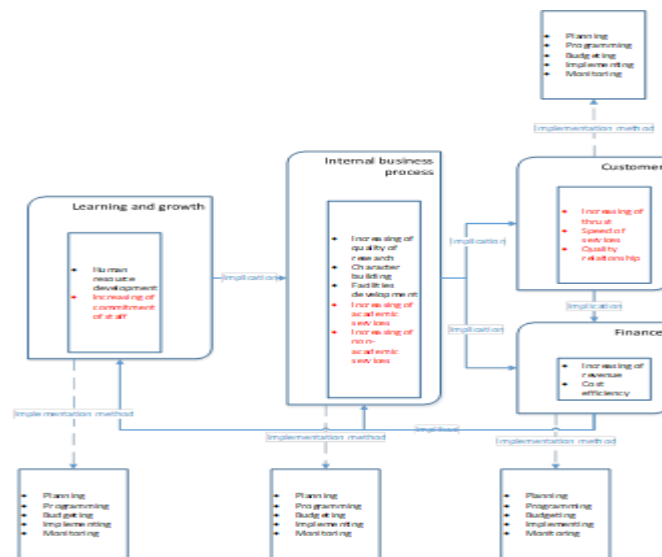 Planning
Programming
Budgeting
Implementing
Monitoring
Implementation method
Internal business
process
Customer
Learning and growth
Increasing of
quality of
research
Character
building
Facilities
development
Increasing of
academic
services
Increasing
of non-
academic
services
Increasing of
thrust
Speed of
services
Quality
relationship
Human
resource
development
Increasing of
commitment
of staff
Implication
Implication
Implication
Implication
Finance
Increasing of
revenue
Cost
efficiency
Implementation method
Implementation method
Implementation method
Planning
Programming
Budgeting
Implementing
Monitoring
Planning
Programming
Budgeting
Implementing
Monitoring
Planning
Programming
Budgeting
Implementing
Monitoring